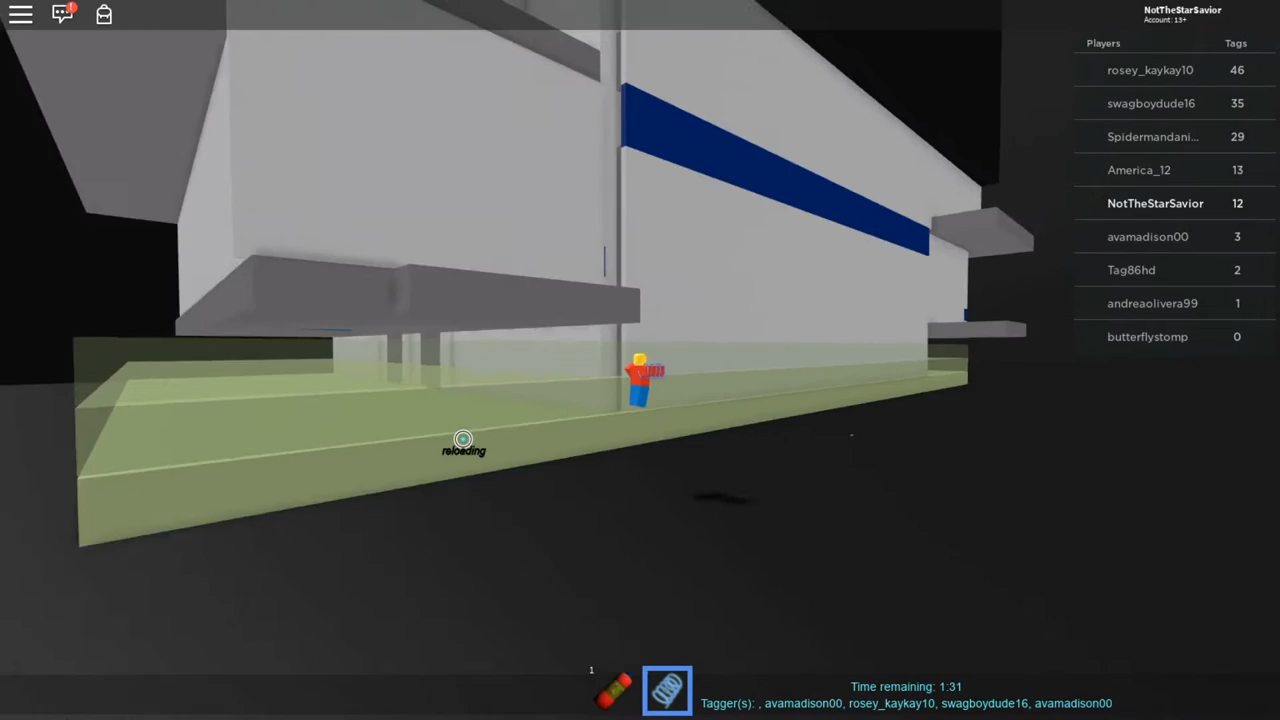 NotTheStarSavior
Account: 13+
Players Tags
rosey_kaykay10 46
swagboydude16 35
Spidermandani... 29
America_12 13
NotTheStarSavior 12
avamadison00 3
Tag86hd 2
andreaolivera99 1
butterflystomp 0
reloading
1
Time remaining: 1:31
Tagger(s): , avamadison00, rosey_kaykay10, swagboydude16, avamadison00